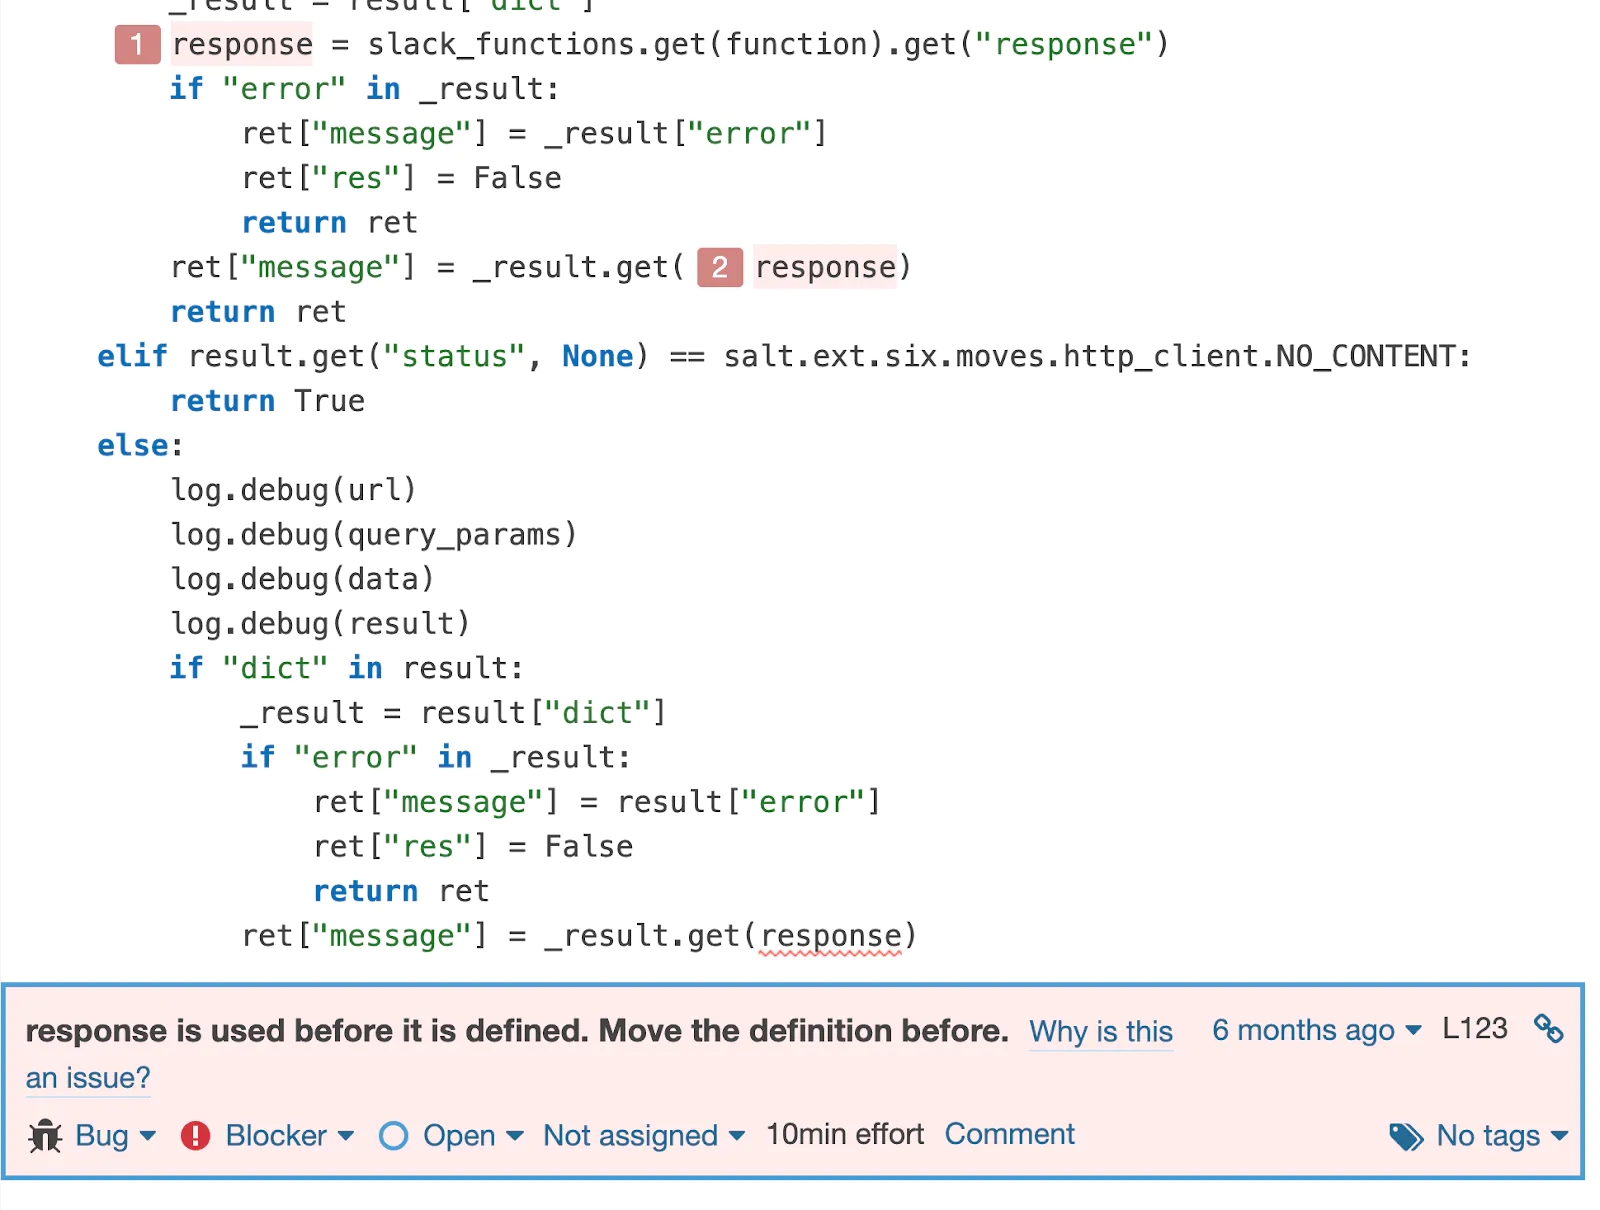 _result = result["dict"]
1 response = slack_functions.get(function).get("response")
if "error" in _result:
ret["message"] = _result["error"]
ret["res"] = False
return ret
ret["message"] = _result.get( 2 response)
return ret
elif result.get("status", None) == salt.ext.six.moves.http_client.NO_CONTENT:
return True
else:
log.debug(url)
log.debug(query_params)
log.debug(data)
log.debug(result)
if "dict" in result:
_result = result["dict"]
if "error" in _result:
ret["message"] = result["error"]
ret["res"] = False
return ret
ret["message"] = _result.get(response)
response is used before it is defined. Move the definition before. Why is this 6 months ago L123
an issue?
Bug Blocker Open Not assigned 10min effort Comment No tags